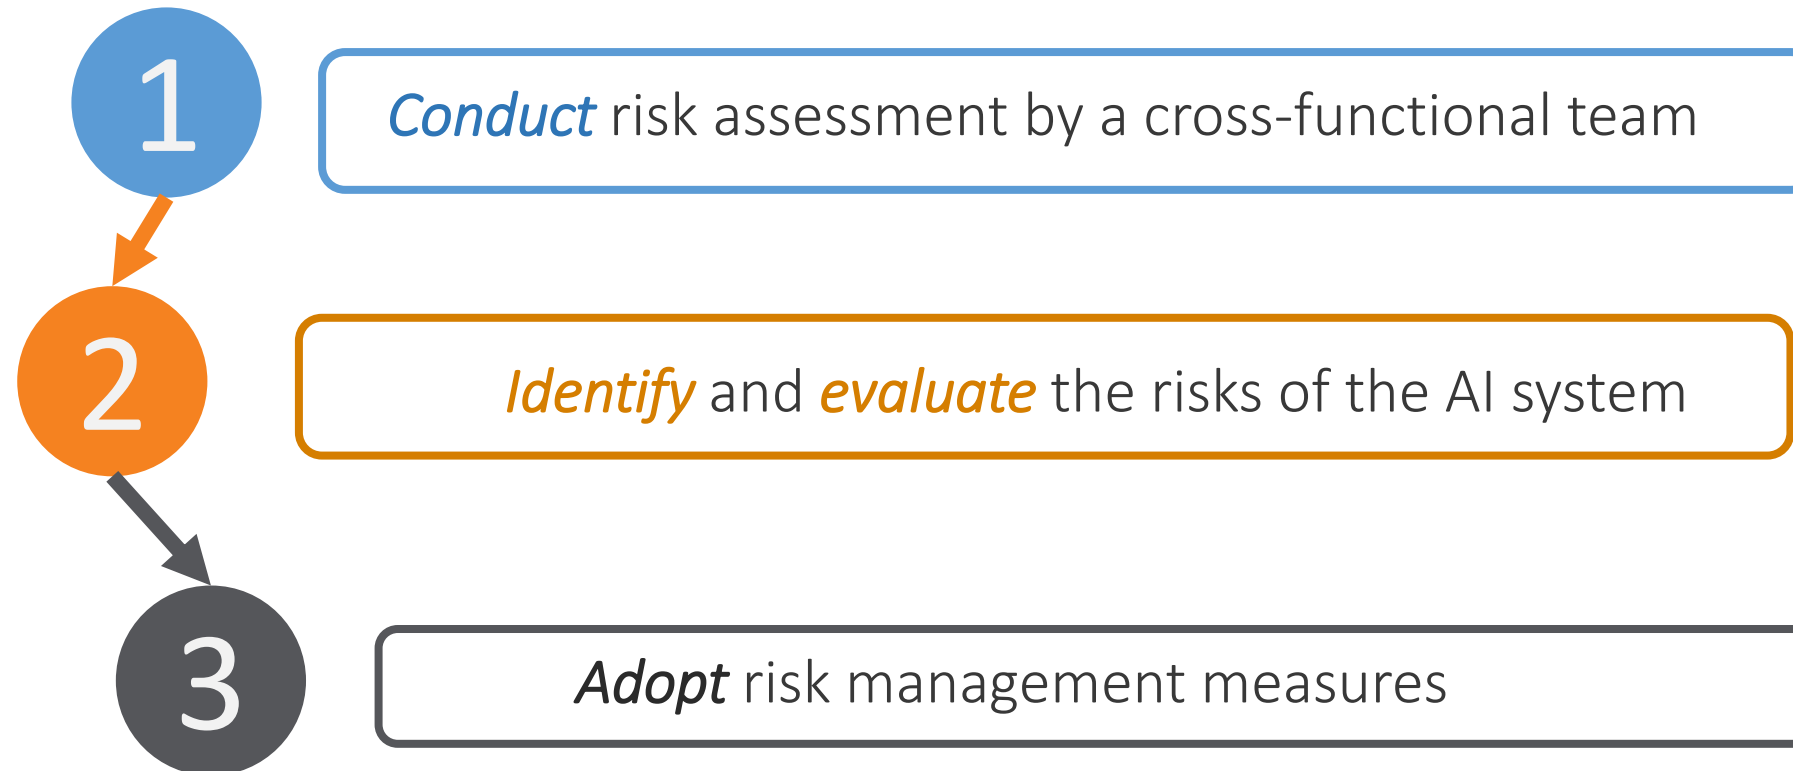 1
Conduct risk assessment by a cross-functional team
2
Identify and evaluate the risks of the AI system
3
Adopt risk management measures